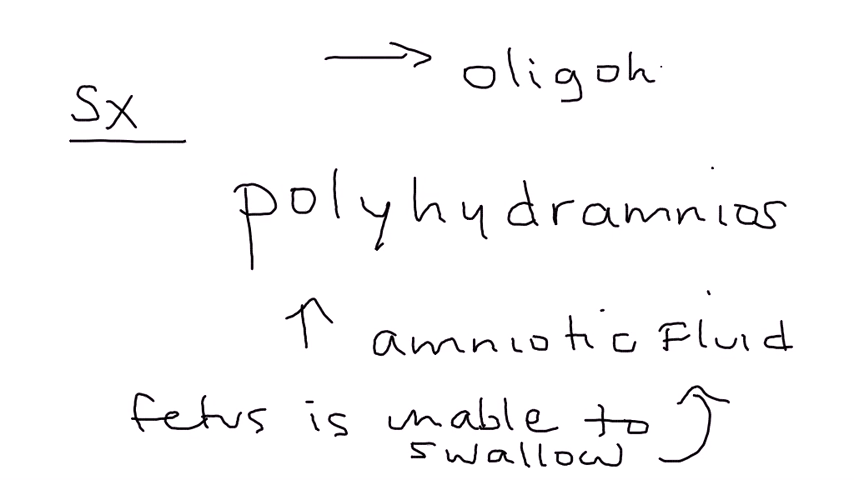 → oligoh
Sx
polyhydramnios
↑ amniotic Fluid
fetus is unable to
swallow